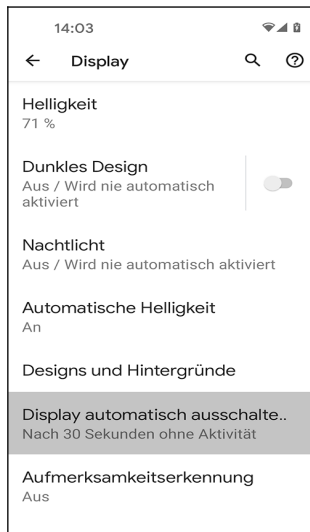 14:03
Display
Helligkeit
71 %
Dunkles Design
Aus / Wird nie automatisch
aktiviert
Nachtlicht
Aus / Wird nie automatisch aktiviert
Automatische Helligkeit
An
Designs und Hintergründe
Display automatisch ausschalte..
Nach 30 Sekunden ohne Aktivität
Aufmerksamkeitserkennung
Aus